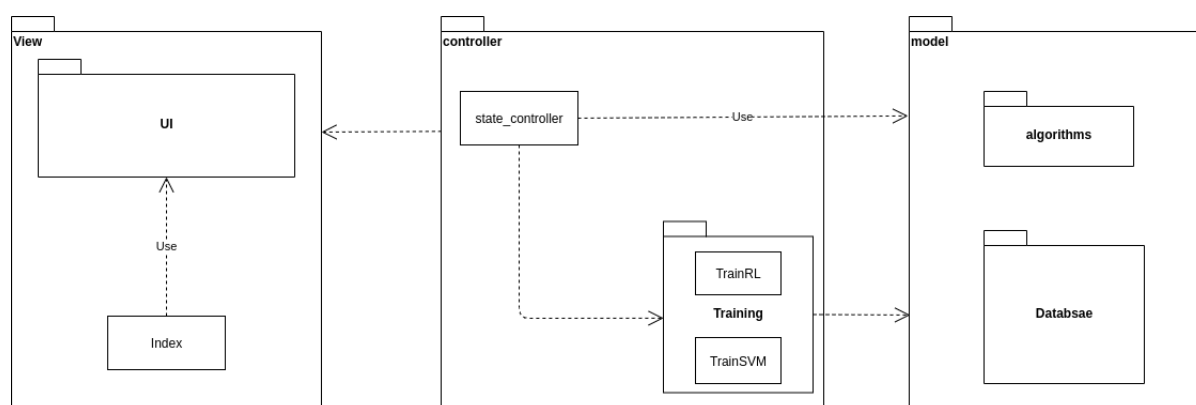 View
UI
Use
Index
controller
state_controller
Use
TrainRL
Training
TrainSVM
model
algorithms
Databsae